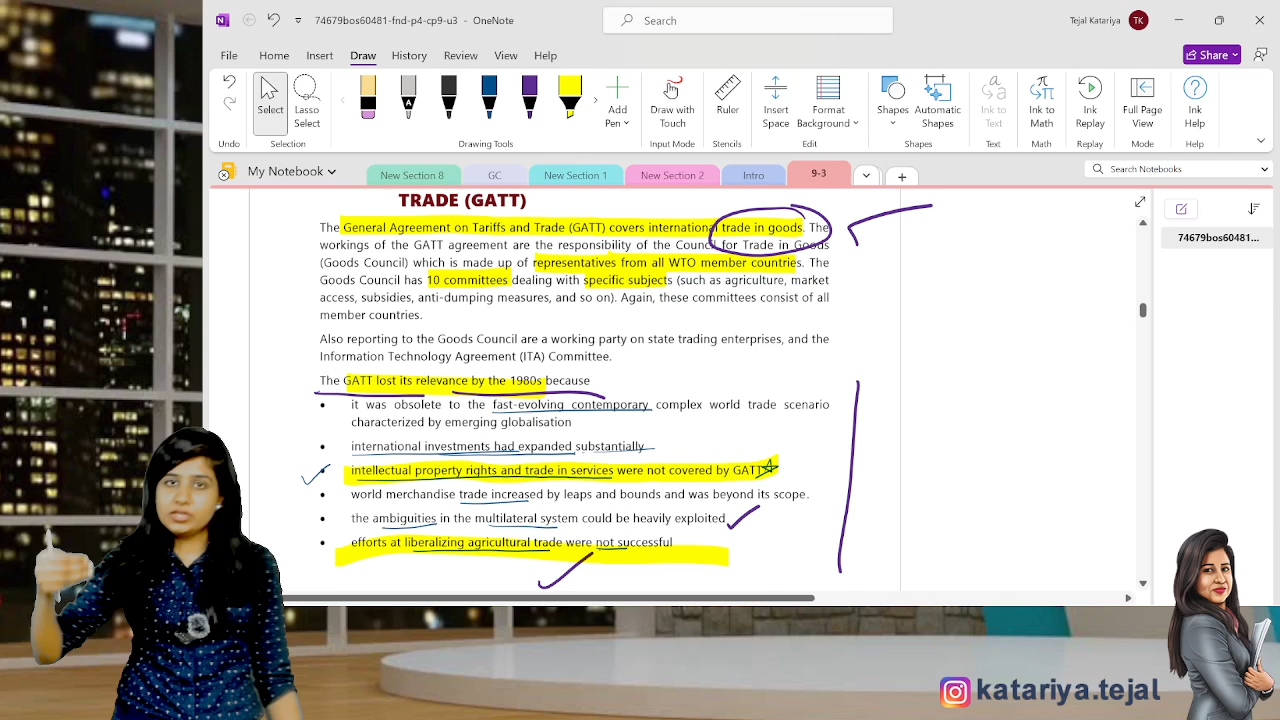 74679bos60481-fnd-p4-cp9-u3 - OneNote
Search
Tejal Katariya
TK
File Home Insert Draw History Review View Help
Share
Select
Lasso Select
A
Add Pen
Draw with Touch
Ruler
Insert Space
Format Background
Shapes
Automatic Shapes
Ink to Text
Ink to Math
Ink Replay
Full Page View
Ink Help
Undo Selection Drawing Tools Input Mode Stencils Edit Shapes Text Math Replay Mode Help
My Notebook
New Section 8 GC New Section 1 New Section 2 Intro 9-3
Search Notebooks
74679bos60481...
TRADE (GATT)
The General Agreement on Tariffs and Trade (GATT) covers international trade in goods. The
workings of the GATT agreement are the responsibility of the Council for Trade in Goods
(Goods Council) which is made up of representatives from all WTO member countries. The
Goods Council has 10 committees dealing with specific subjects (such as agriculture, market
access, subsidies, anti-dumping measures, and so on). Again, these committees consist of all
member countries.
Also reporting to the Goods Council are a working party on state trading enterprises, and the
Information Technology Agreement (ITA) Committee.
The GATT lost its relevance by the 1980s because
• it was obsolete to the fast-evolving contemporary complex world trade scenario
characterized by emerging globalisation
• international investments had expanded substantially
• intellectual property rights and trade in services were not covered by GATT
• world merchandise trade increased by leaps and bounds and was beyond its scope.
• the ambiguities in the multilateral system could be heavily exploited
• efforts at liberalizing agricultural trade were not successful
katariya.tejal